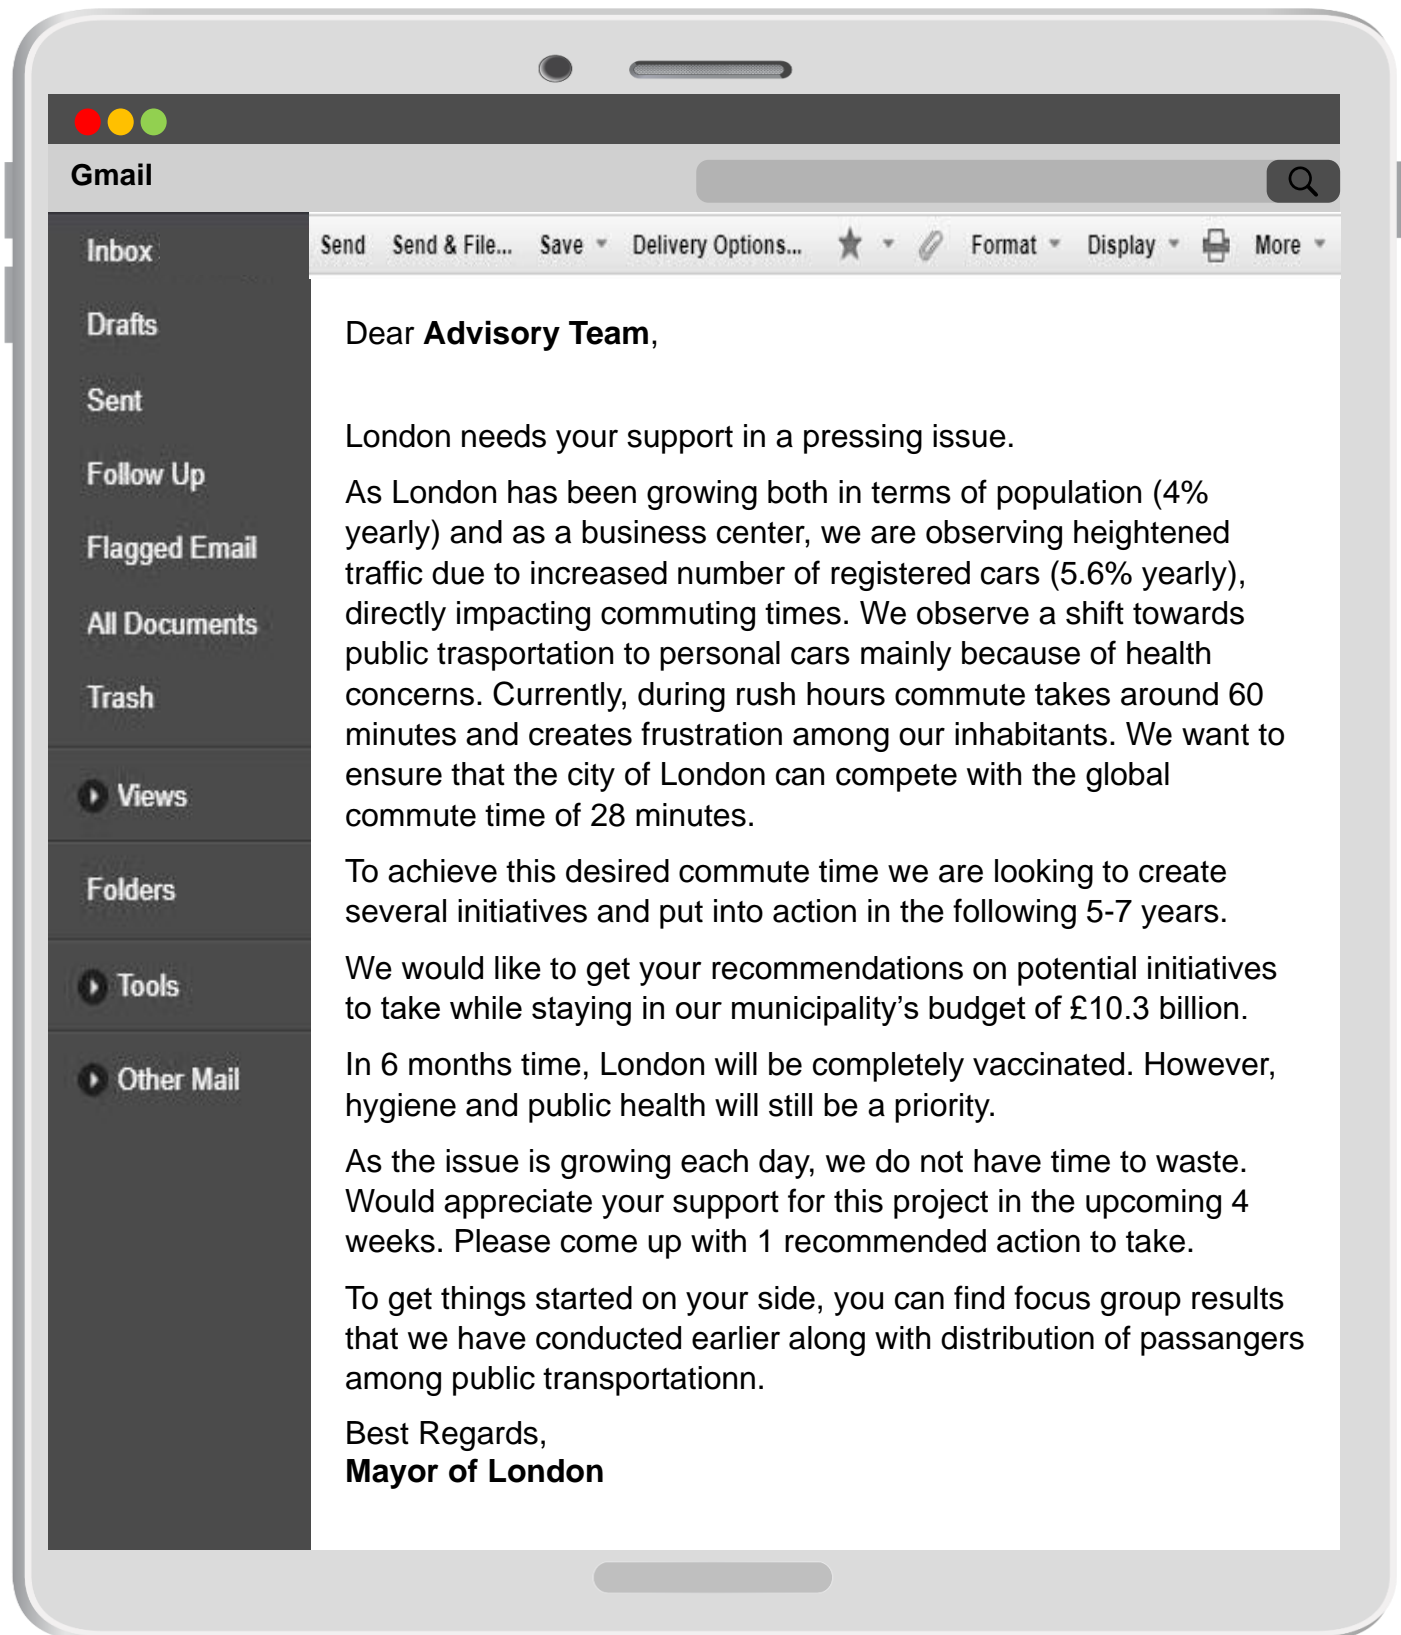 Gmail
Inbox
Drafts
Sent
Follow Up
Flagged Email
All Documents
Trash
Views
Folders
Tools
Other Mail
Send Send & File... Save Delivery Options... Format Display More
Dear Advisory Team,
London needs your support in a pressing issue.
As London has been growing both in terms of population (4%
yearly) and as a business center, we are observing heightened
traffic due to increased number of registered cars (5.6% yearly),
directly impacting commuting times. We observe a shift towards
public trasportation to personal cars mainly because of health
concerns. Currently, during rush hours commute takes around 60
minutes and creates frustration among our inhabitants. We want to
ensure that the city of London can compete with the global
commute time of 28 minutes.
To achieve this desired commute time we are looking to create
several initiatives and put into action in the following 5-7 years.
We would like to get your recommendations on potential initiatives
to take while staying in our municipality’s budget of £10.3 billion.
In 6 months time, London will be completely vaccinated. However,
hygiene and public health will still be a priority.
As the issue is growing each day, we do not have time to waste.
Would appreciate your support for this project in the upcoming 4
weeks. Please come up with 1 recommended action to take.
To get things started on your side, you can find focus group results
that we have conducted earlier along with distribution of passangers
among public transportationn.
Best Regards,
Mayor of London